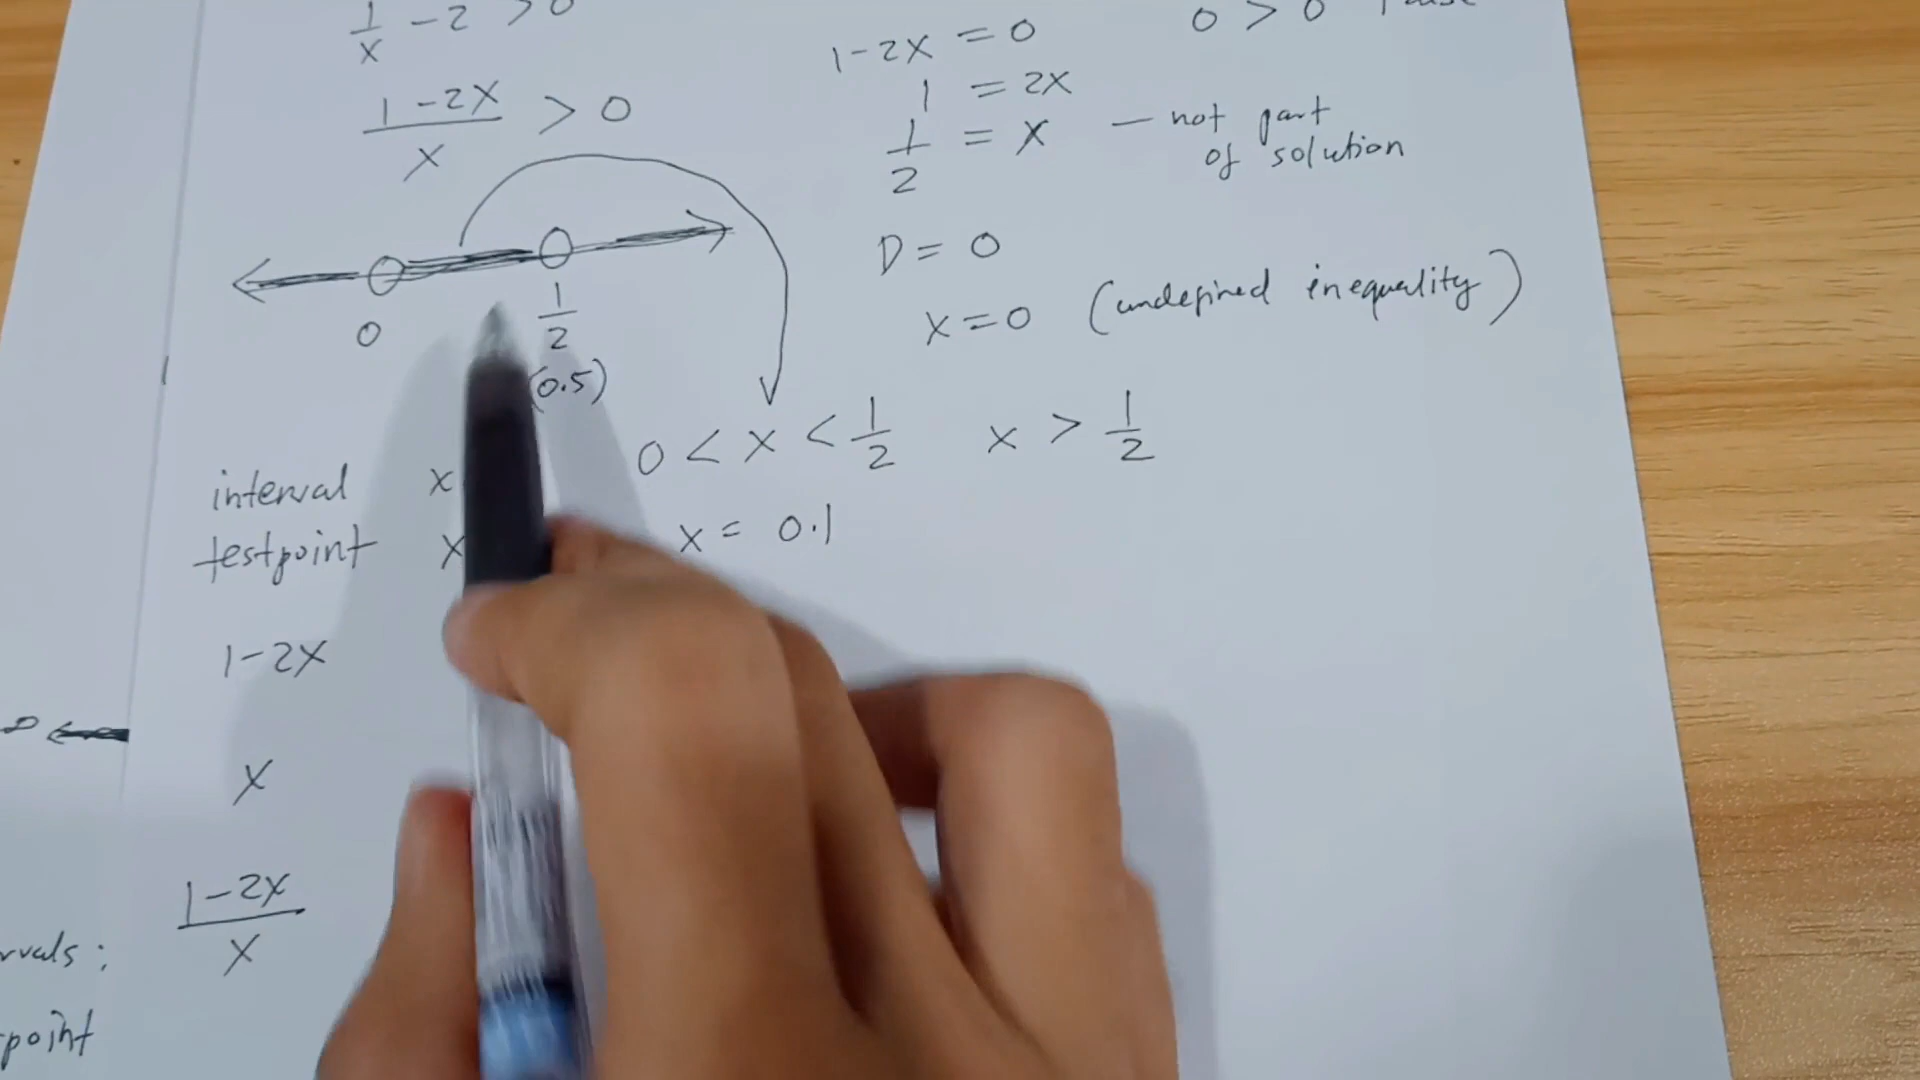 1/x - 2 > 0
(1-2x)/x > 0
0
1/2
(0.5)
1-2x = 0
1 = 2x
1/2 = x — not part
of solution
0 > 0
D = 0
x = 0 (undefined inequality)
interval x 0 < x < 1/2 x > 1/2
testpoint x x = 0.1
1-2x
x
(1-2x)/x